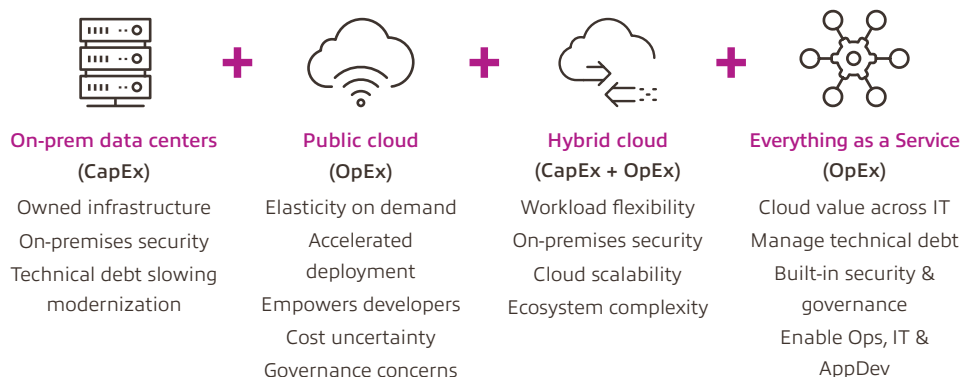 On-prem data centers
(CapEx)
Owned infrastructure
On-premises security
Technical debt slowing
modernization
Public cloud
(OpEx)
Elasticity on demand
Accelerated
deployment
Empowers developers
Cost uncertainty
Governance concerns
Hybrid cloud
(CapEx + OpEx)
Workload flexibility
On-premises security
Cloud scalability
Ecosystem complexity
Everything as a Service
(OpEx)
Cloud value across IT
Manage technical debt
Built-in security &
governance
Enable Ops, IT &
AppDev